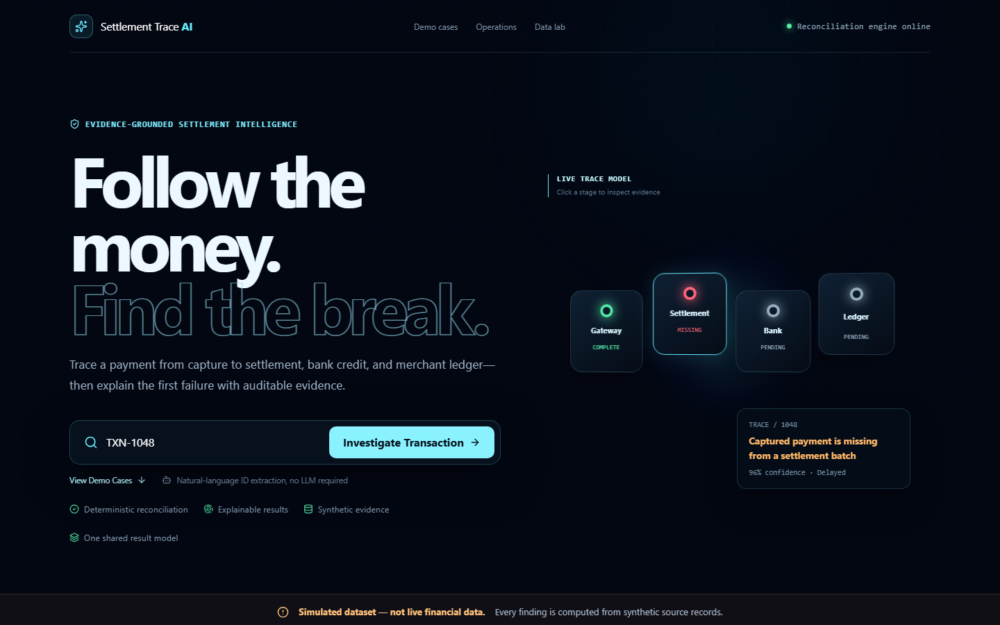 Settlement Trace AI
Demo cases
Operations
Data lab
Reconciliation engine online
EVIDENCE-GROUNDED SETTLEMENT INTELLIGENCE
Follow the
money.
Find the break.
Trace a payment from capture to settlement, bank credit, and merchant ledger—
then explain the first failure with auditable evidence.
TXN-1048
Investigate Transaction
View Demo Cases
Natural-language ID extraction, no LLM required
Deterministic reconciliation
Explainable results
Synthetic evidence
One shared result model
LIVE TRACE MODEL
Click a stage to inspect evidence
Gateway
COMPLETE
Settlement
MISSING
Bank
PENDING
Ledger
PENDING
TRACE / 1048
Captured payment is missing
from a settlement batch
96% confidence · Delayed
Simulated dataset — not live financial data. Every finding is computed from synthetic source records.